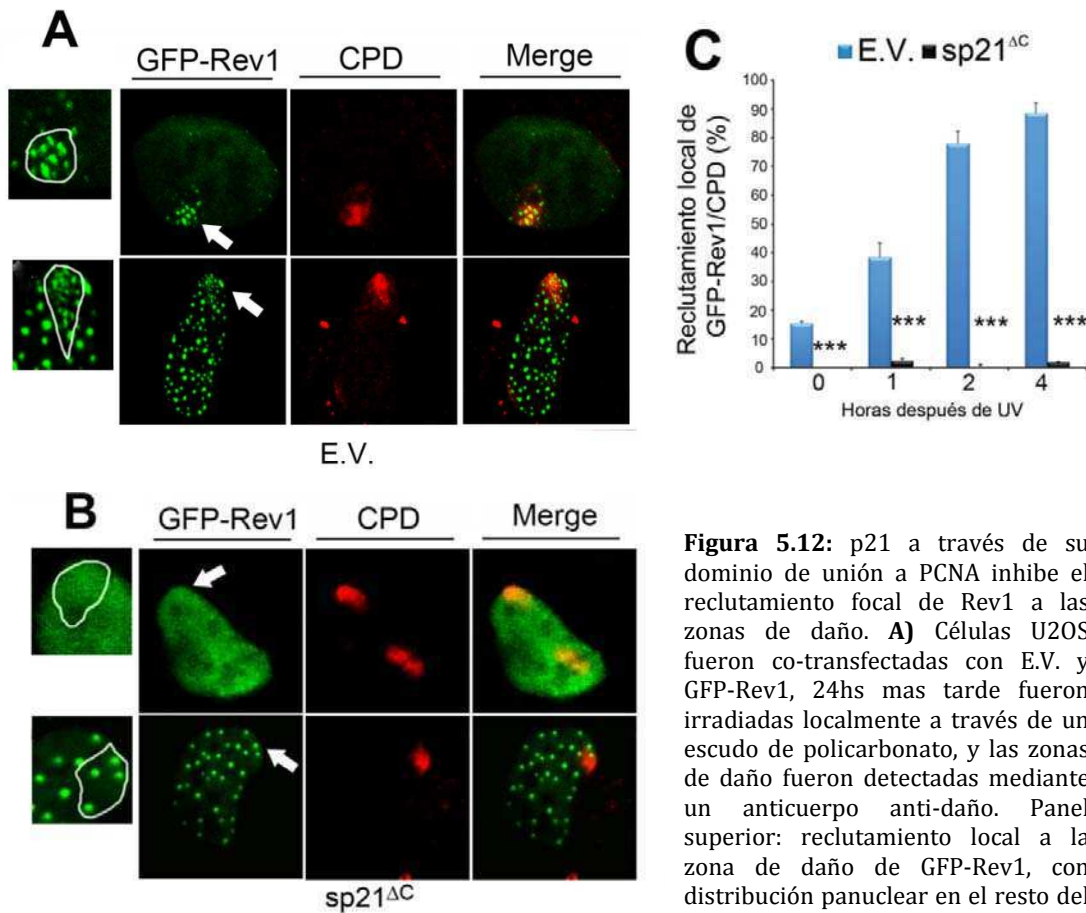 A
GFP-Rev1 CPD Merge
E.V.
B
GFP-Rev1 CPD Merge
sp21ΔC
C
E.V. sp21ΔC
Reclutamiento local de
GFP-Rev1/CPD (%)
100
90
80
70
60
50
40
30
20
10
0
*** *** *** ***
0 1 2 4
Horas después de UV
Figura 5.12: p21 a través de su
dominio de unión a PCNA inhibe el
reclutamiento focal de Rev1 a las
zonas de daño. A) Células U2OS
fueron co-transfectadas con E.V. y
GFP-Rev1, 24hs mas tarde fueron
irradiadas localmente a través de un
escudo de policarbonato, y las zonas
de daño fueron detectadas mediante
un anticuerpo anti-daño. Panel
superior: reclutamiento local a la
zona de daño de GFP-Rev1, con
distribución panuclear en el resto del